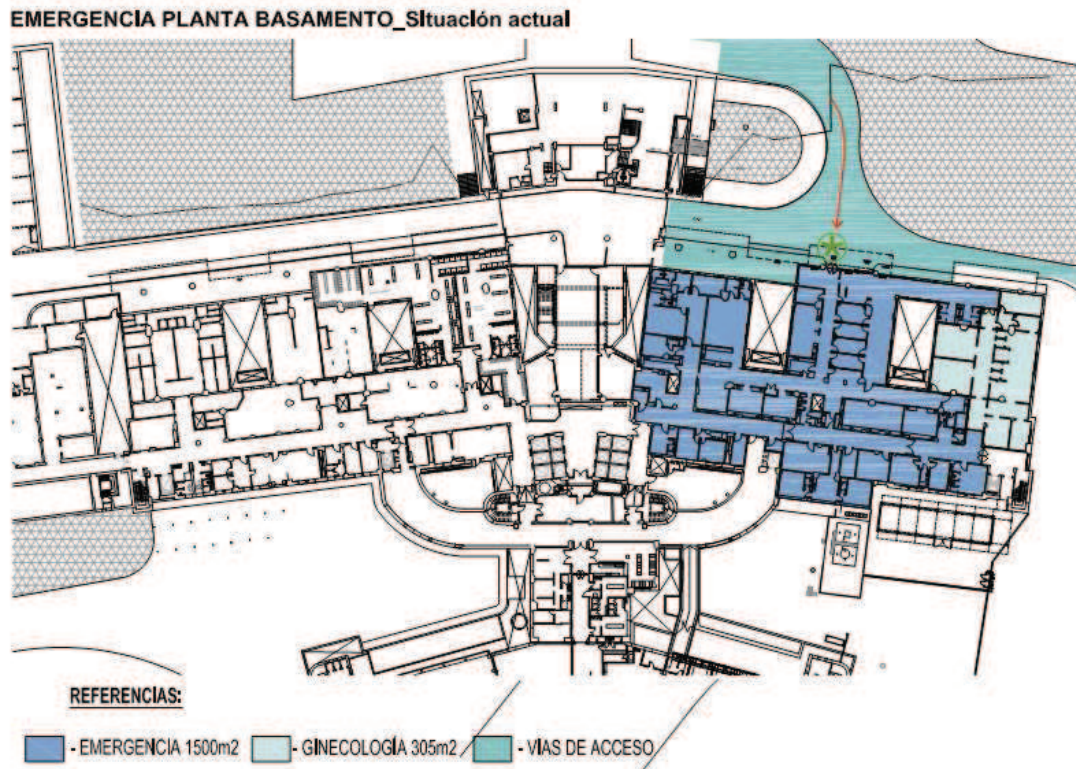 EMERGENCIA PLANTA BASAMENTO_Situación actual
REFERENCIAS:
- EMERGENCIA 1500m2
- GINECOLOGÍA 305m2
- VIAS DE ACCESO